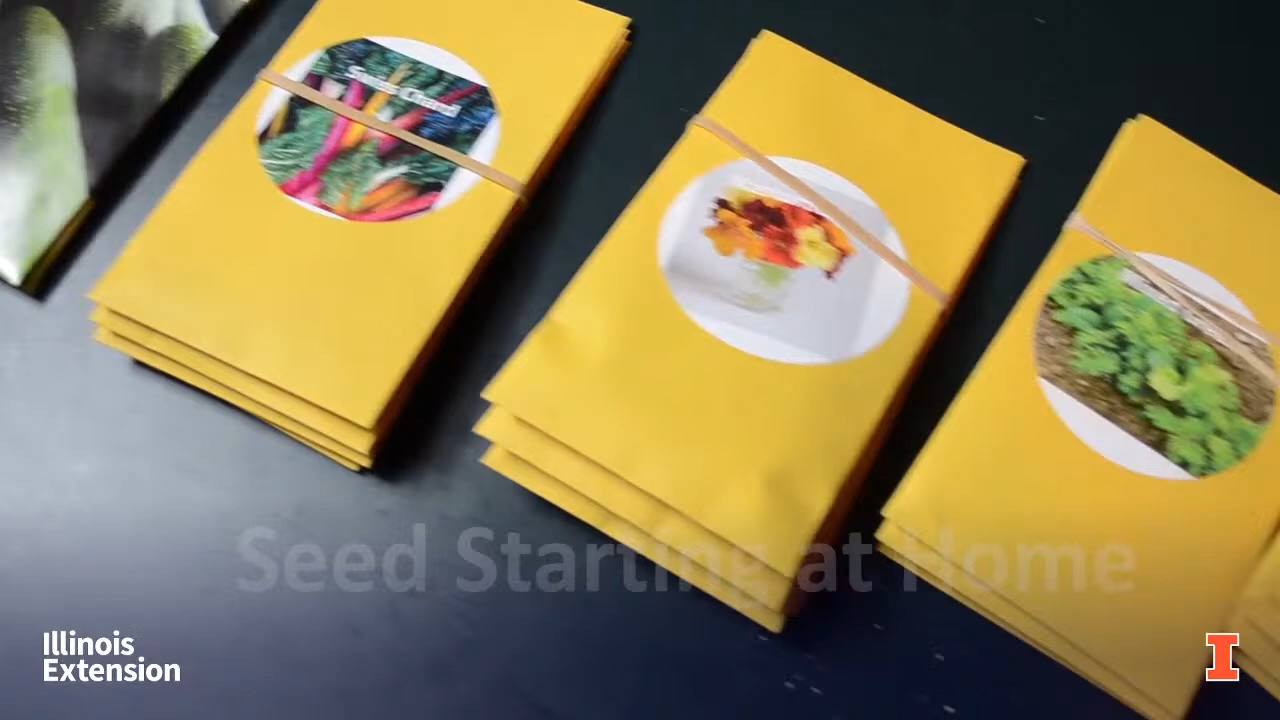 Swiss Chard
Seed Starting at Home
Illinois
Extension
I